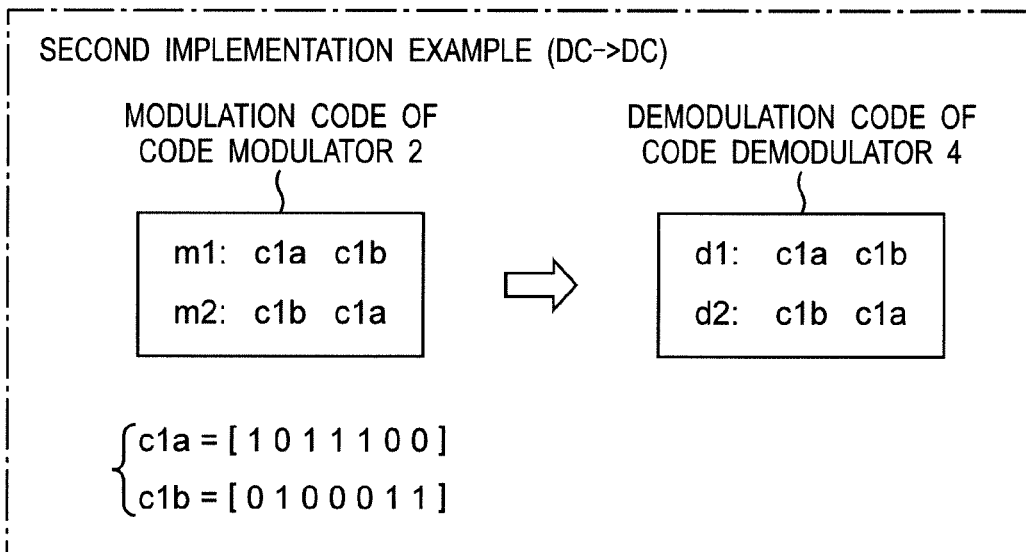 SECOND IMPLEMENTATION EXAMPLE (DC->DC)
MODULATION CODE OF
CODE MODULATOR 2
m1: c1a c1b
m2: c1b c1a
DEMODULATION CODE OF
CODE DEMODULATOR 4
d1: c1a c1b
d2: c1b c1a
c1a = [ 1 0 1 1 1 0 0 ]
c1b = [ 0 1 0 0 0 1 1 ]